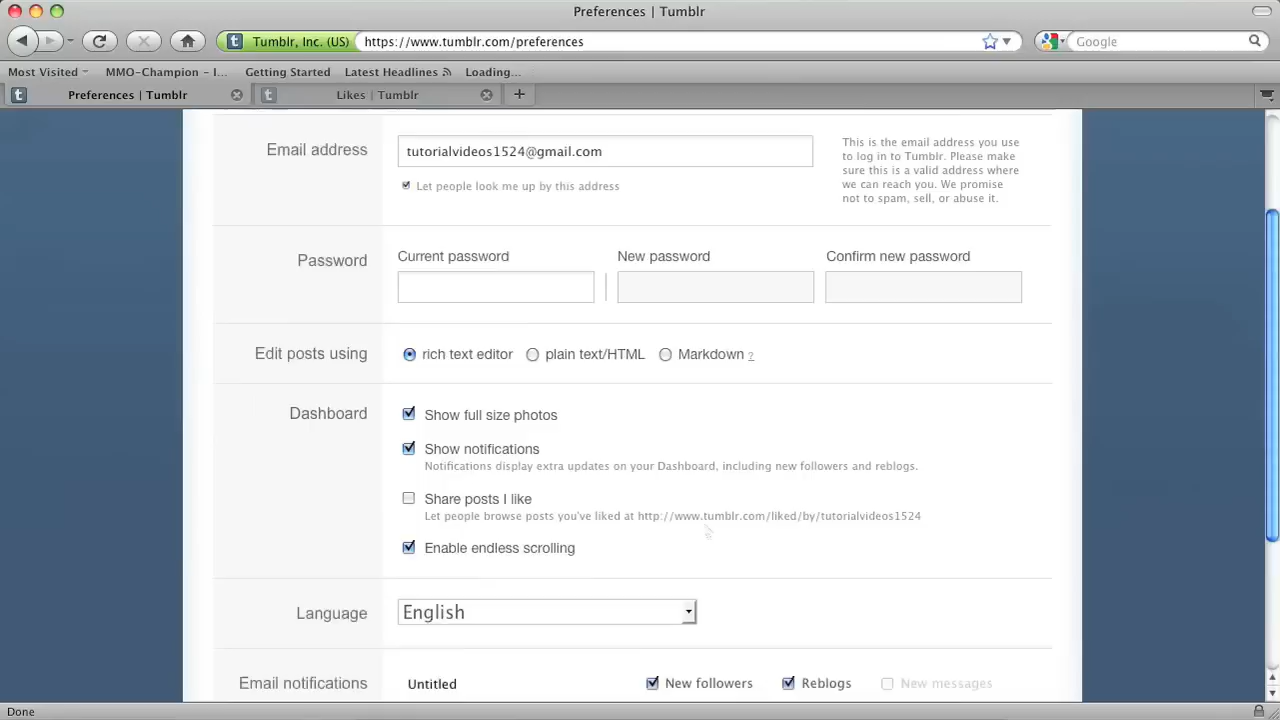 Preferences | Tumblr
Tumblr, Inc. (US) https://www.tumblr.com/preferences Google
Most Visited MMO-Champion – I... Getting Started Latest Headlines Loading...
Preferences | Tumblr Likes | Tumblr
Email address
tutorialvideos1524@gmail.com
Let people look me up by this address
This is the email address you use
to log in to Tumblr. Please make
sure this is a valid address where
we can reach you. We promise
not to spam, sell, or abuse it.
Password
Current password New password Confirm new password
Edit posts using rich text editor plain text/HTML Markdown ?
Dashboard Show full size photos
Show notifications
Notifications display extra updates on your Dashboard, including new followers and reblogs.
Share posts I like
Let people browse posts you've liked at http://www.tumblr.com/liked/by/tutorialvideos1524
Enable endless scrolling
Language English
Email notifications Untitled New followers Reblogs New messages
Done